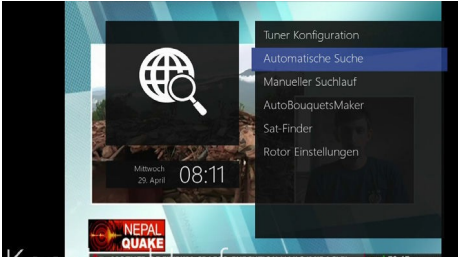 Tuner Konfiguration
Automatische Suche
Manueller Suchlauf
AutoBouquetsMaker
Sat-Finder
Rotor Einstellungen
Mittwoch
29. April
08:11
NEPAL
QUAKE